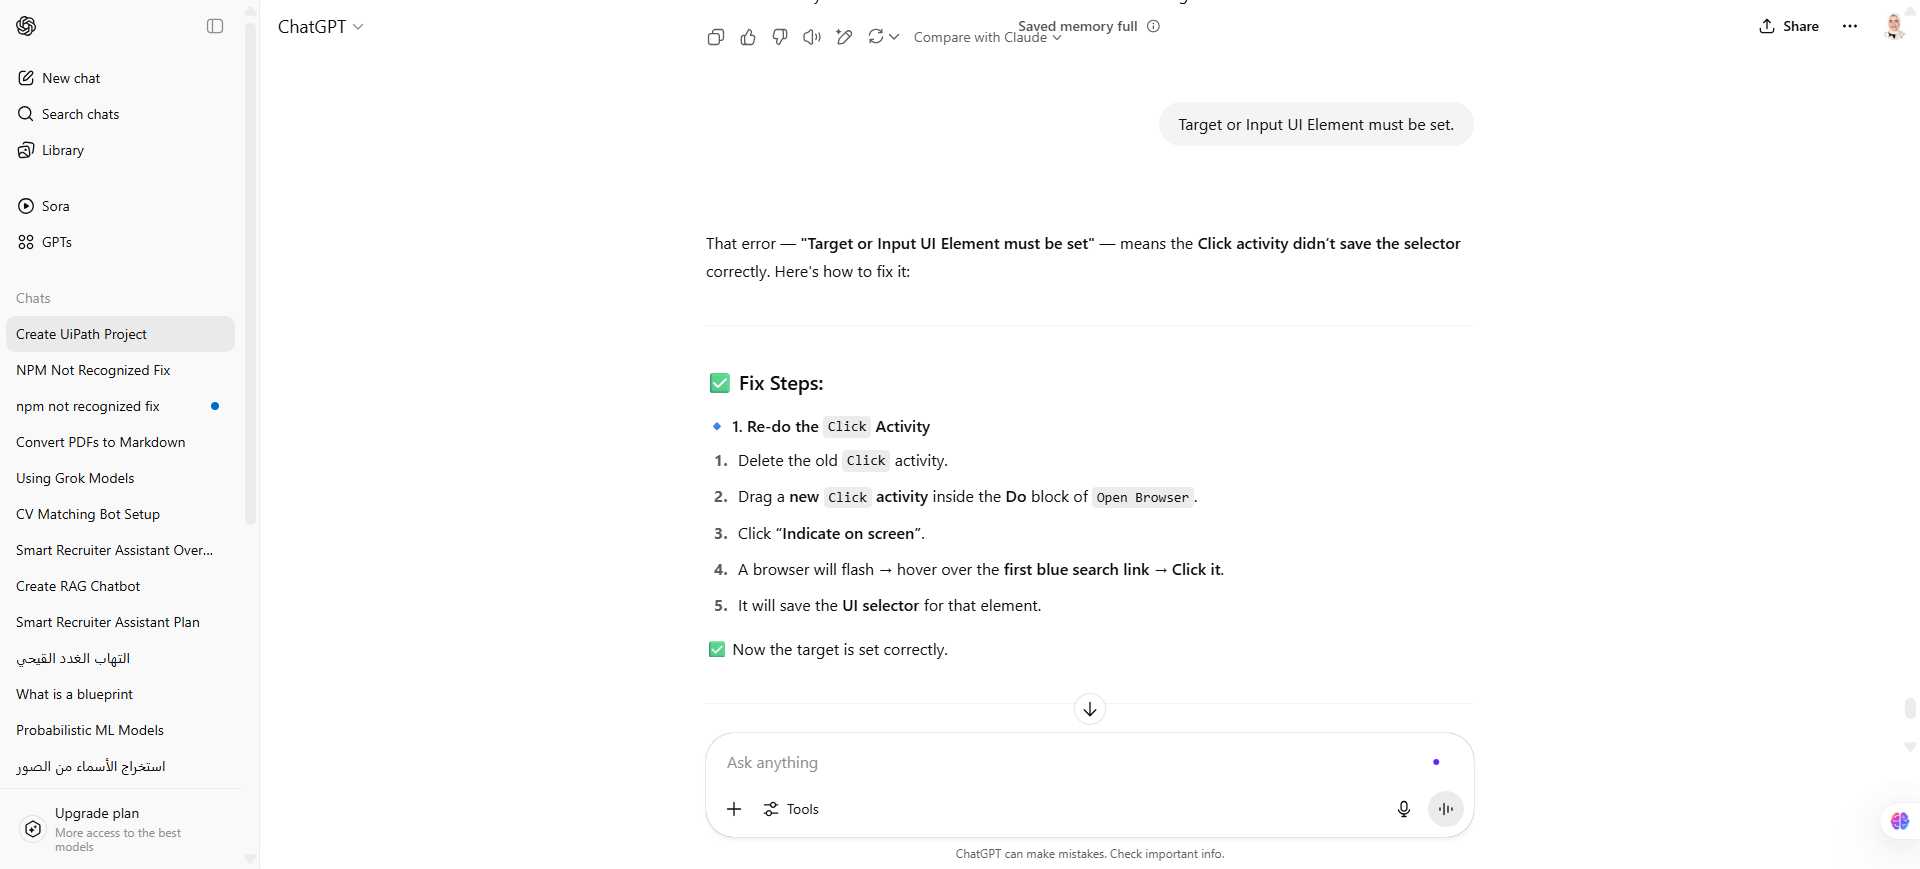 ChatGPT
Saved memory full
Share
Compare with Claude
New chat
Search chats
Library
Sora
GPTs
Chats
Create UiPath Project
NPM Not Recognized Fix
npm not recognized fix
Convert PDFs to Markdown
Using Grok Models
CV Matching Bot Setup
Smart Recruiter Assistant Over...
Create RAG Chatbot
Smart Recruiter Assistant Plan
التهاب الغدد القيحي
What is a blueprint
Probabilistic ML Models
استخراج الأسماء من الصور
Upgrade plan
More access to the best
models
Target or Input UI Element must be set.
That error — "Target or Input UI Element must be set" — means the Click activity didn’t save the selector
correctly. Here's how to fix it:
✅ Fix Steps:
🔹 1. Re-do the Click Activity
1. Delete the old Click activity.
2. Drag a new Click activity inside the Do block of Open Browser.
3. Click “Indicate on screen”.
4. A browser will flash → hover over the first blue search link → Click it.
5. It will save the UI selector for that element.
✅ Now the target is set correctly.
Ask anything
Tools
ChatGPT can make mistakes. Check important info.